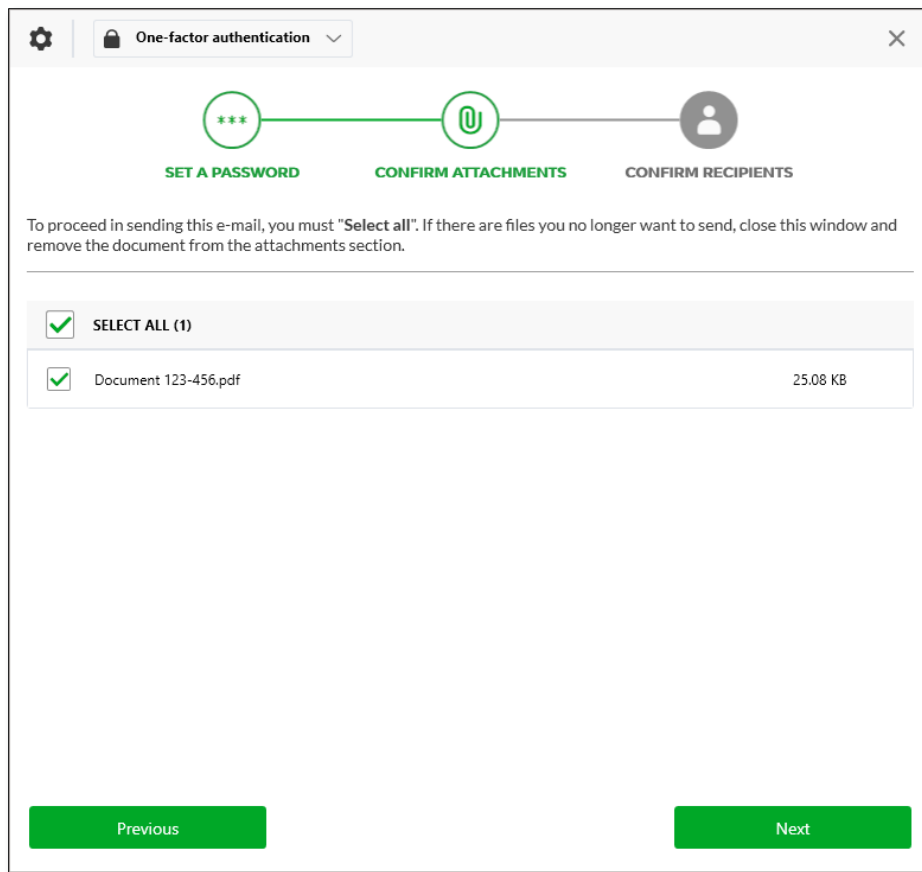 One-factor authentication
***
SET A PASSWORD
CONFIRM ATTACHMENTS
CONFIRM RECIPIENTS
To proceed in sending this e-mail, you must "Select all". If there are files you no longer want to send, close this window and
remove the document from the attachments section.
SELECT ALL (1)
Document 123-456.pdf 25.08 KB
Previous
Next